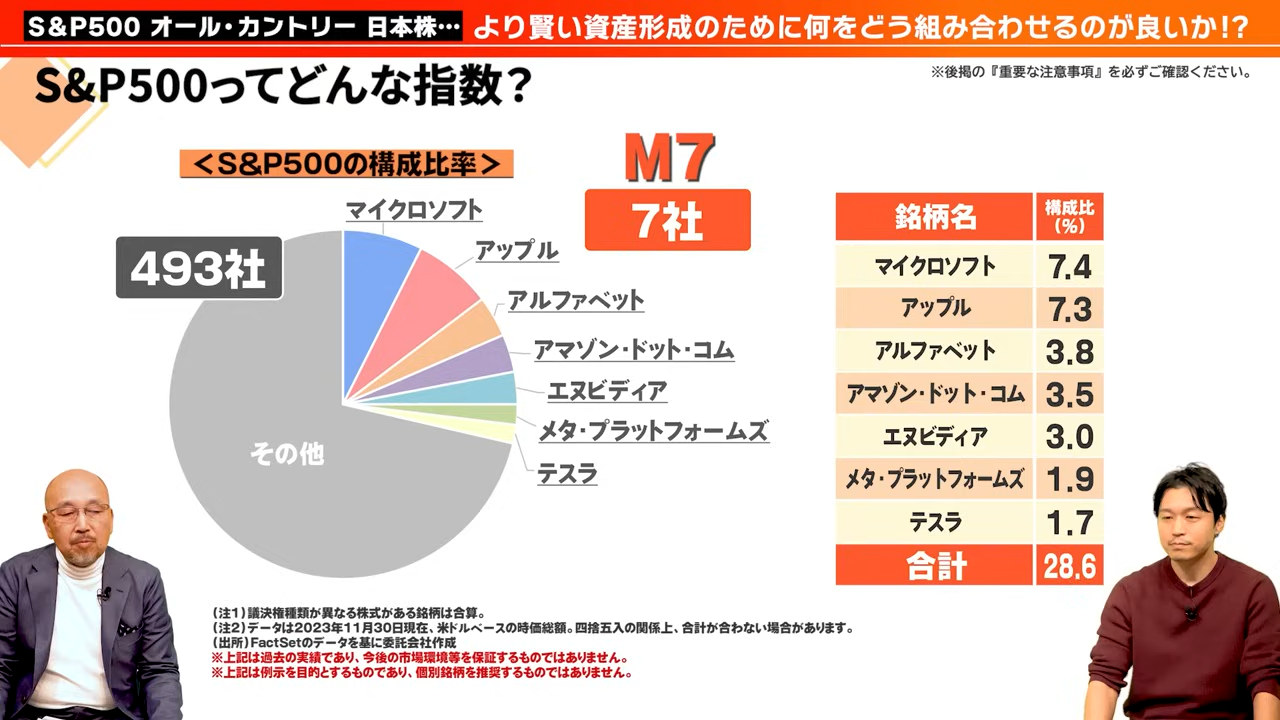 S&P500 オール・カントリー 日本株… より賢い資産形成のために何をどう組み合わせるのが良いか!?
S&P500ってどんな指数？
※後掲の『重要な注意事項』を必ずご確認ください。
＜S&P500の構成比率＞
M7
7社
493社
マイクロソフト
アップル
アルファベット
アマゾン・ドット・コム
エヌビディア
メタ・プラットフォームズ
テスラ
その他
銘柄名 構成比(%)
マイクロソフト 7.4
アップル 7.3
アルファベット 3.8
アマゾン・ドット・コム 3.5
エヌビディア 3.0
メタ・プラットフォームズ 1.9
テスラ 1.7
合計 28.6
（注1）議決権種類が異なる株式がある銘柄は合算。
（注2）データは2023年11月30日現在、米ドルベースの時価総額。四捨五入の関係上、合計が合わない場合があります。
（出所）FactSetのデータを基に委託会社作成
※上記は過去の実績であり、今後の市場環境等を保証するものではありません。
※上記は例示を目的とするものであり、個別銘柄を推奨するものではありません。